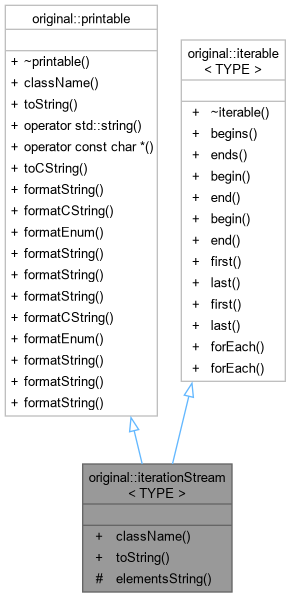 original::printable
+ ~printable()
+ className()
+ toString()
+ operator std::string()
+ operator const char *()
+ toCString()
+ formatString()
+ formatCString()
+ formatEnum()
+ formatString()
+ formatString()
+ formatString()
+ formatCString()
+ formatEnum()
+ formatString()
+ formatString()
+ formatString()
original::iterable
< TYPE >
+ ~iterable()
+ begins()
+ ends()
+ begin()
+ end()
+ begin()
+ end()
+ first()
+ last()
+ first()
+ last()
+ forEach()
+ forEach()
original::iterationStream
< TYPE >
+ className()
+ toString()
# elementsString()